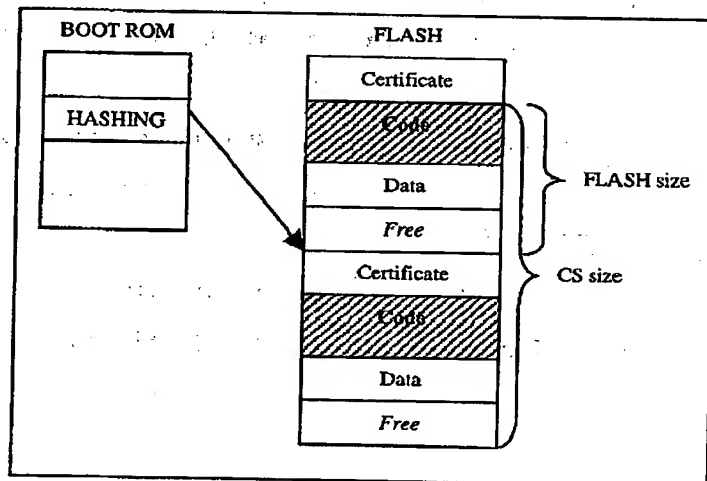 BOOT ROM
HASHING
FLASH
Certificate
Code
Data
Free
Certificate
Code
Data
Free
FLASH size
CS size